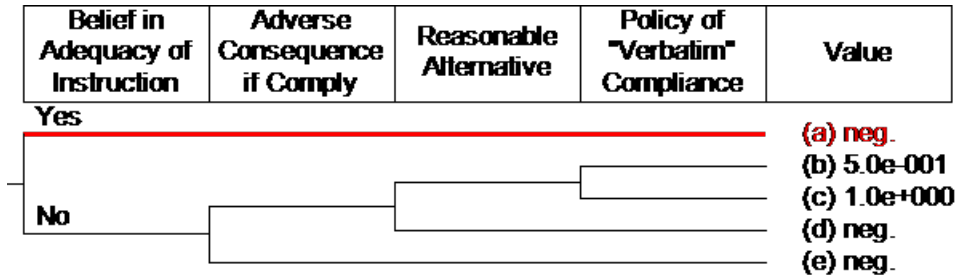 Belief in
Adequacy of
Instruction
Adverse
Consequence
if Comply
Reasonable
Alternative
Policy of
"Verbatim"
Compliance
Value
Yes
(a) neg.
(b) 5.0e-001
(c) 1.0e+000
No
(d) neg.
(e) neg.